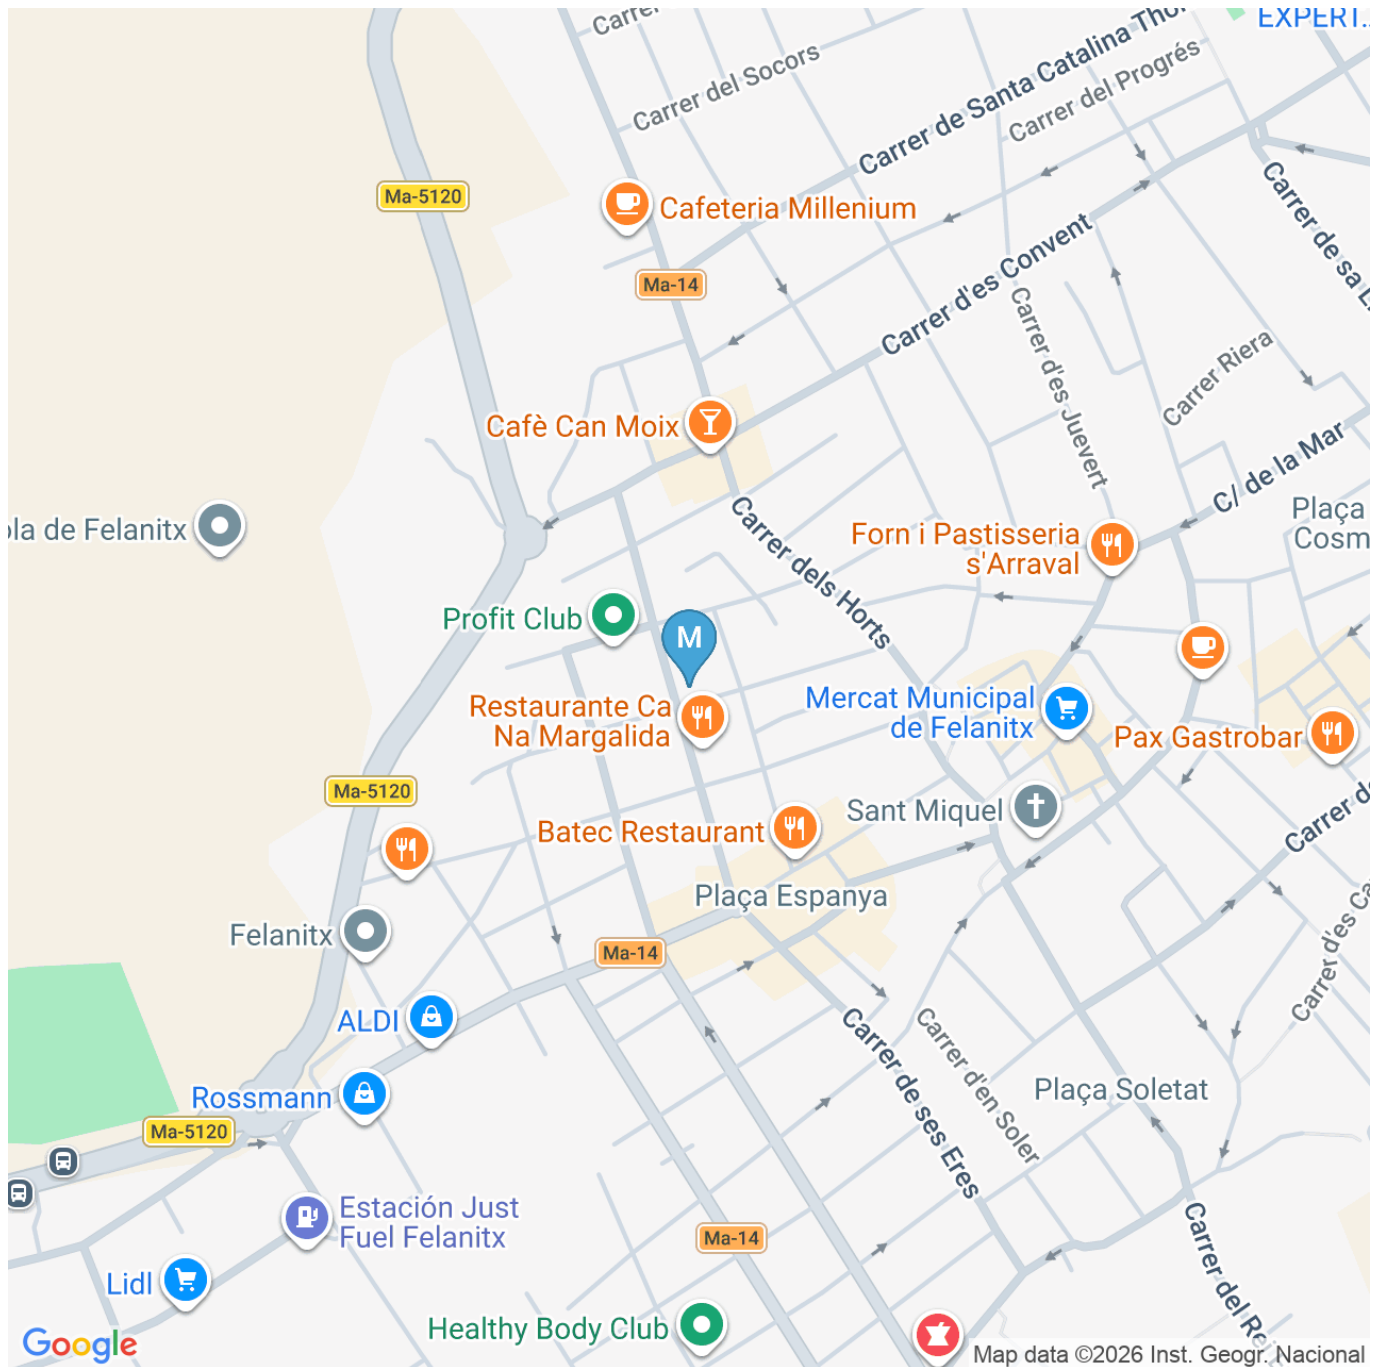 Carrer
EXPERT...
Carrer del Socors
Carrer de Santa Catalina Tho
Carrer del Progrés
Ma-5120
Cafeteria Millenium
Carrer de sa L
Ma-14
Carrer d'es Convent
Carrer d'es Juevert
Carrer Riera
Cafè Can Moix
C/ de la Mar
Plaça
Cosm
ola de Felanitx
Carrer dels Horts
Forn i Pastisseria
s'Arraval
Profit Club
M
Restaurante Ca
Na Margalida
Mercat Municipal
de Felanitx
Pax Gastrobar
Ma-5120
Sant Miquel
Batec Restaurant
Carrer de
Plaça Espanya
Carrer d'es Ca
Felanitx
Ma-14
ALDI
Carrer de ses Eres
Carrer d'en Soler
Rossmann
Plaça Soletat
Ma-5120
Estación Just
Fuel Felanitx
Ma-14
Carrer del Re
Lidl
Healthy Body Club
Google
Map data ©2026 Inst. Geogr. Nacional